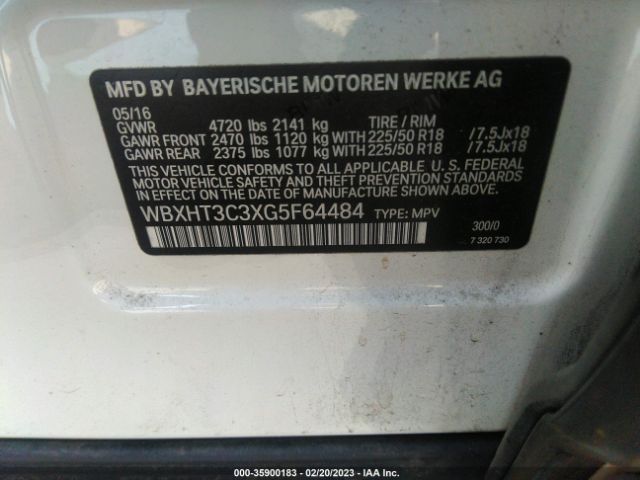 MFD BY BAYERISCHE MOTOREN WERKE AG
05/16
GVWR 4720 lbs 2141 kg TIRE / RIM
GAWR FRONT 2470 lbs 1120 kg WITH 225/50 R18 / 7.5Jx18
GAWR REAR 2375 lbs 1077 kg WITH 225/50 R18 / 7.5Jx18
THIS VEHICLE CONFORMS TO ALL APPLICABLE U. S. FEDERAL
MOTOR VEHICLE SAFETY, BUMPER, AND THEFT PREVENTION STANDARDS
IN EFFECT ON THE DATE OF MANUFACTURE SHOWN ABOVE.
WBXHT3C3XG5F64484 TYPE: MPV
300/0
7 320 730
000-35900183 - 02/20/2023 - IAA Inc.